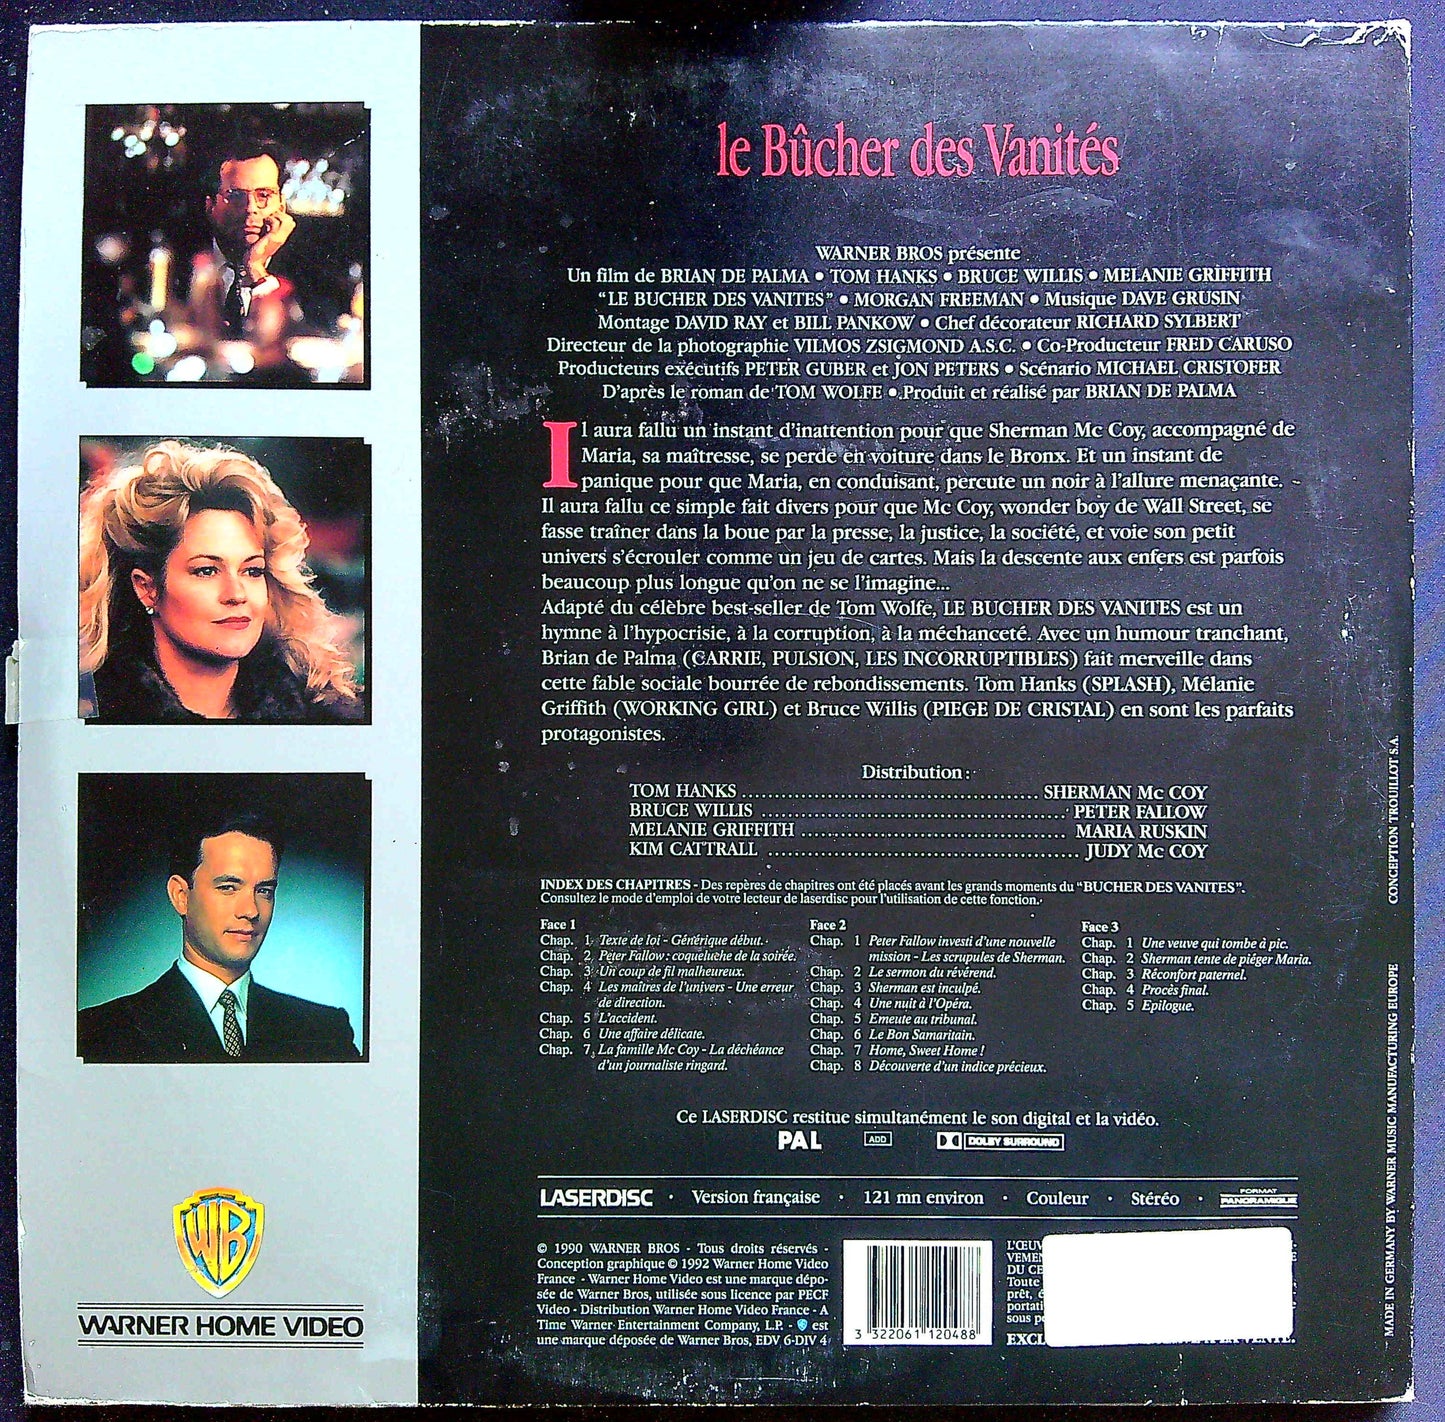 le Bûcher des Vanités
WARNER BROS présente
Un film de BRIAN DE PALMA • TOM HANKS • BRUCE WILLIS • MELANIE GRIFFITH
“LE BUCHER DES VANITES” • MORGAN FREEMAN • Musique DAVE GRUSIN
Montage DAVID RAY et BILL PANKOW • Chef décorateur RICHARD SYLBERT
Directeur de la photographie VILMOS ZSIGMOND A.S.C. • Co-Producteur FRED CARUSO
Producteurs exécutifs PETER GUBER et JON PETERS • Scénario MICHAEL CRISTOFER
D'après le roman de TOM WOLFE • Produit et réalisé par BRIAN DE PALMA
Il aura fallu un instant d'inattention pour que Sherman Mc Coy, accompagné de
Maria, sa maîtresse, se perde en voiture dans le Bronx. Et un instant de
panique pour que Maria, en conduisant, percute un noir à l'allure menaçante.
Il aura fallu ce simple fait divers pour que Mc Coy, wonder boy de Wall Street, se
fasse traîner dans la boue par la presse, la justice, la société, et voie son petit
univers s'écrouler comme un jeu de cartes. Mais la descente aux enfers est parfois
beaucoup plus longue qu'on ne se l'imagine...
Adapté du célèbre best-seller de Tom Wolfe, LE BUCHER DES VANITES est un
hymne à l'hypocrisie, à la corruption, à la méchanceté. Avec un humour tranchant,
Brian de Palma (CARRIE, PULSION, LES INCORRUPTIBLES) fait merveille dans
cette fable sociale bourrée de rebondissements. Tom Hanks (SPLASH), Mélanie
Griffith (WORKING GIRL) et Bruce Willis (PIEGE DE CRISTAL) en sont les parfaits
protagonistes.
Distribution :
TOM HANKS ........................................ SHERMAN Mc COY
BRUCE WILLIS ........................................ PETER FALLOW
MELANIE GRIFFITH ................................. MARIA RUSKIN
KIM CATTRALL ........................................ JUDY Mc COY
INDEX DES CHAPITRES - Des repères de chapitres ont été placés avant les grands moments du “BUCHER DES VANITES”.
Consultez le mode d'emploi de votre lecteur de laserdisc pour l'utilisation de cette fonction.
Face 1
Chap. 1 Texte de loi - Générique début.
Chap. 2 Peter Fallow : coqueluche de la soirée.
Chap. 3 Un coup de fil malheureux.
Chap. 4 Les maîtres de l'univers - Une erreur
de direction.
Chap. 5 L'accident.
Chap. 6 Une affaire délicate.
Chap. 7 La famille Mc Coy - La déchéance
d'un journaliste ringard.
Face 2
Chap. 1 Peter Fallow investi d'une nouvelle
mission - Les scrupules de Sherman.
Chap. 2 Le sermon du révérend.
Chap. 3 Sherman est inculpé.
Chap. 4 Une nuit à l'Opéra.
Chap. 5 Emeute au tribunal.
Chap. 6 Le Bon Samaritain.
Chap. 7 Home, Sweet Home !
Chap. 8 Découverte d'un indice précieux.
Face 3
Chap. 1 Une veuve qui tombe à pic.
Chap. 2 Sherman tente de piéger Maria.
Chap. 3 Réconfort paternel.
Chap. 4 Procès final.
Chap. 5 Epilogue.
Ce LASERDISC restitue simultanément le son digital et la vidéo.
PAL ADD DOLBY SURROUND
LASERDISC · Version française · 121 mn environ · Couleur · Stéréo · FORMAT PANORAMIQUE
© 1990 WARNER BROS - Tous droits réservés -
Conception graphique © 1992 Warner Home Video
France - Warner Home Video est une marque dépo-
sée de Warner Bros, utilisée sous licence par PECF
Video - Distribution Warner Home Video France - A
Time Warner Entertainment Company, L.P. - est
une marque déposée de Warner Bros, EDV 6-DIV 4
3 322061 120488
L'ŒUV
VEMEN
DU CE
Toute
prêt, é
portati
sous p
EXCL
WB
WARNER HOME VIDEO
MADE IN GERMANY BY WARNER MUSIC MANUFACTURING EUROPE
CONCEPTION TROUILLOT S.A.